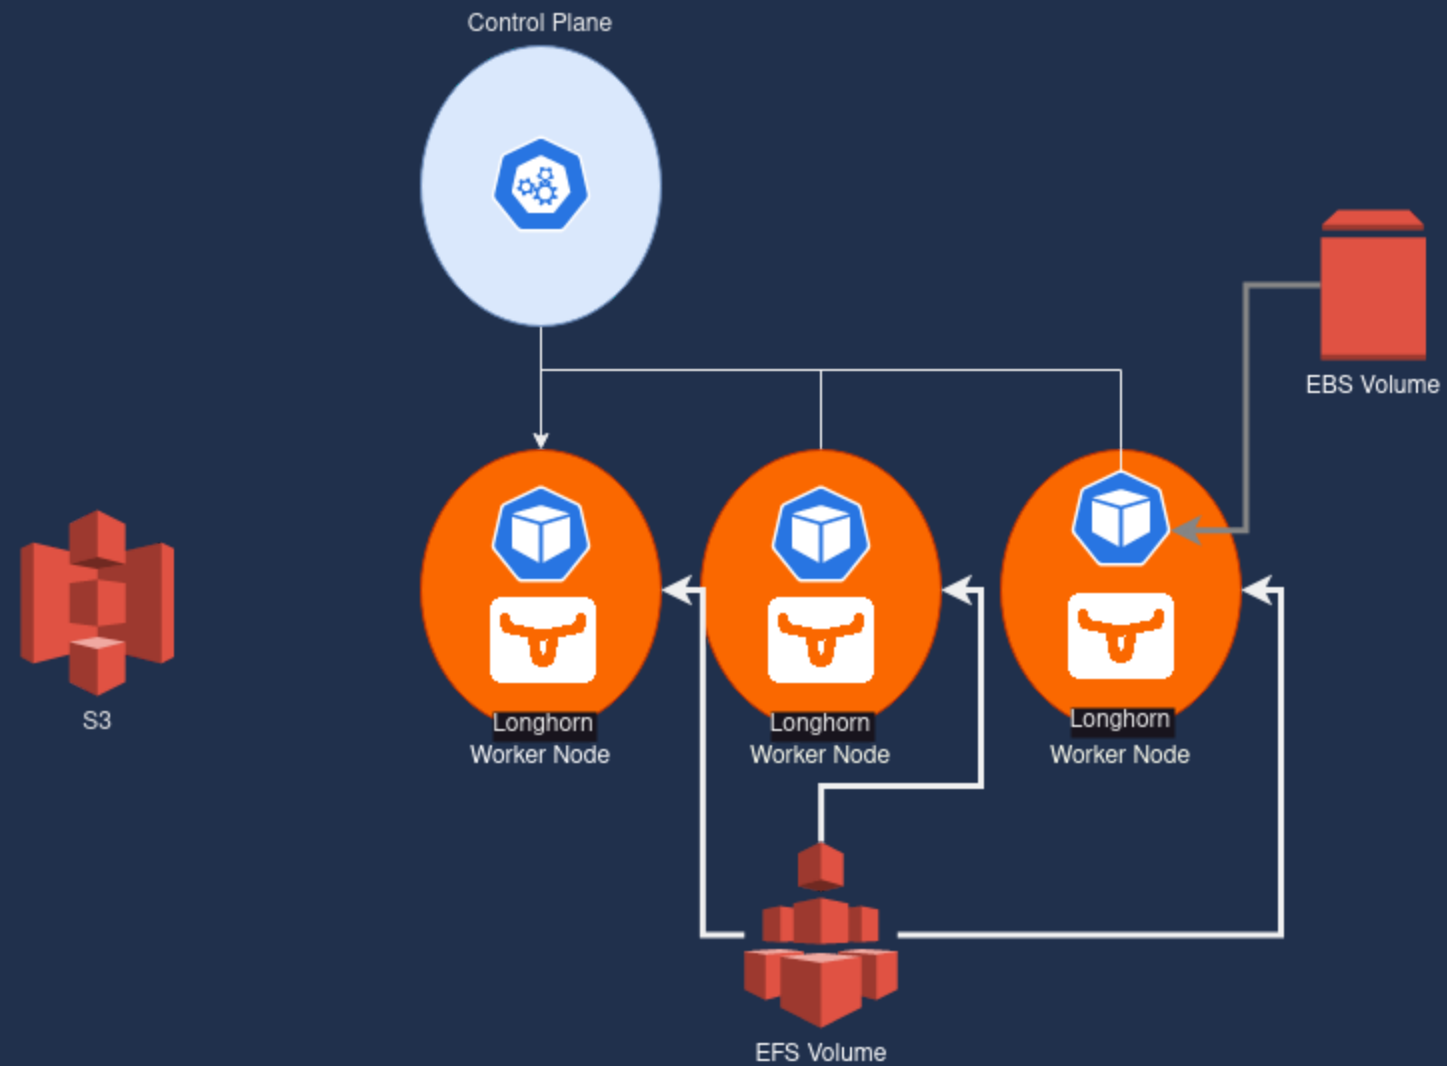 Control Plane
EBS Volume
S3
Longhorn
Worker Node
Longhorn
Worker Node
Longhorn
Worker Node
EFS Volume